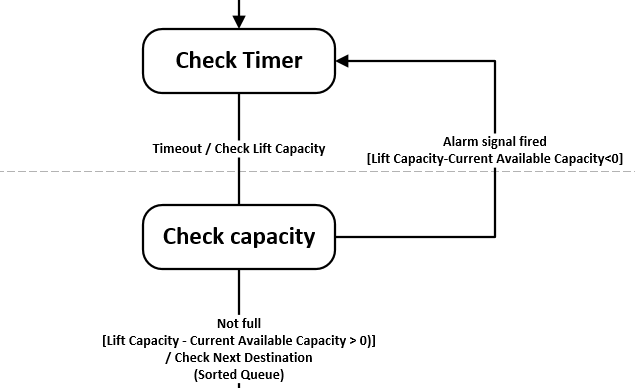 Check Timer
Timeout / Check Lift Capacity
Alarm signal fired
[Lift Capacity-Current Available Capacity<0]
Check capacity
Not full
[Lift Capacity - Current Available Capacity > 0)]
/ Check Next Destination
(Sorted Queue)